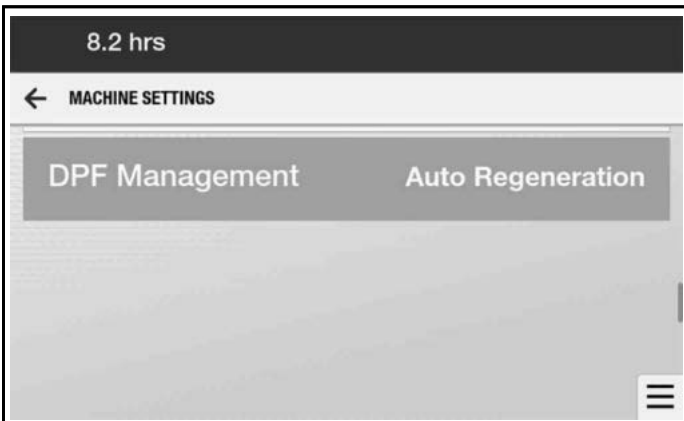 8.2 hrs
MACHINE SETTINGS
DPF Management Auto Regeneration